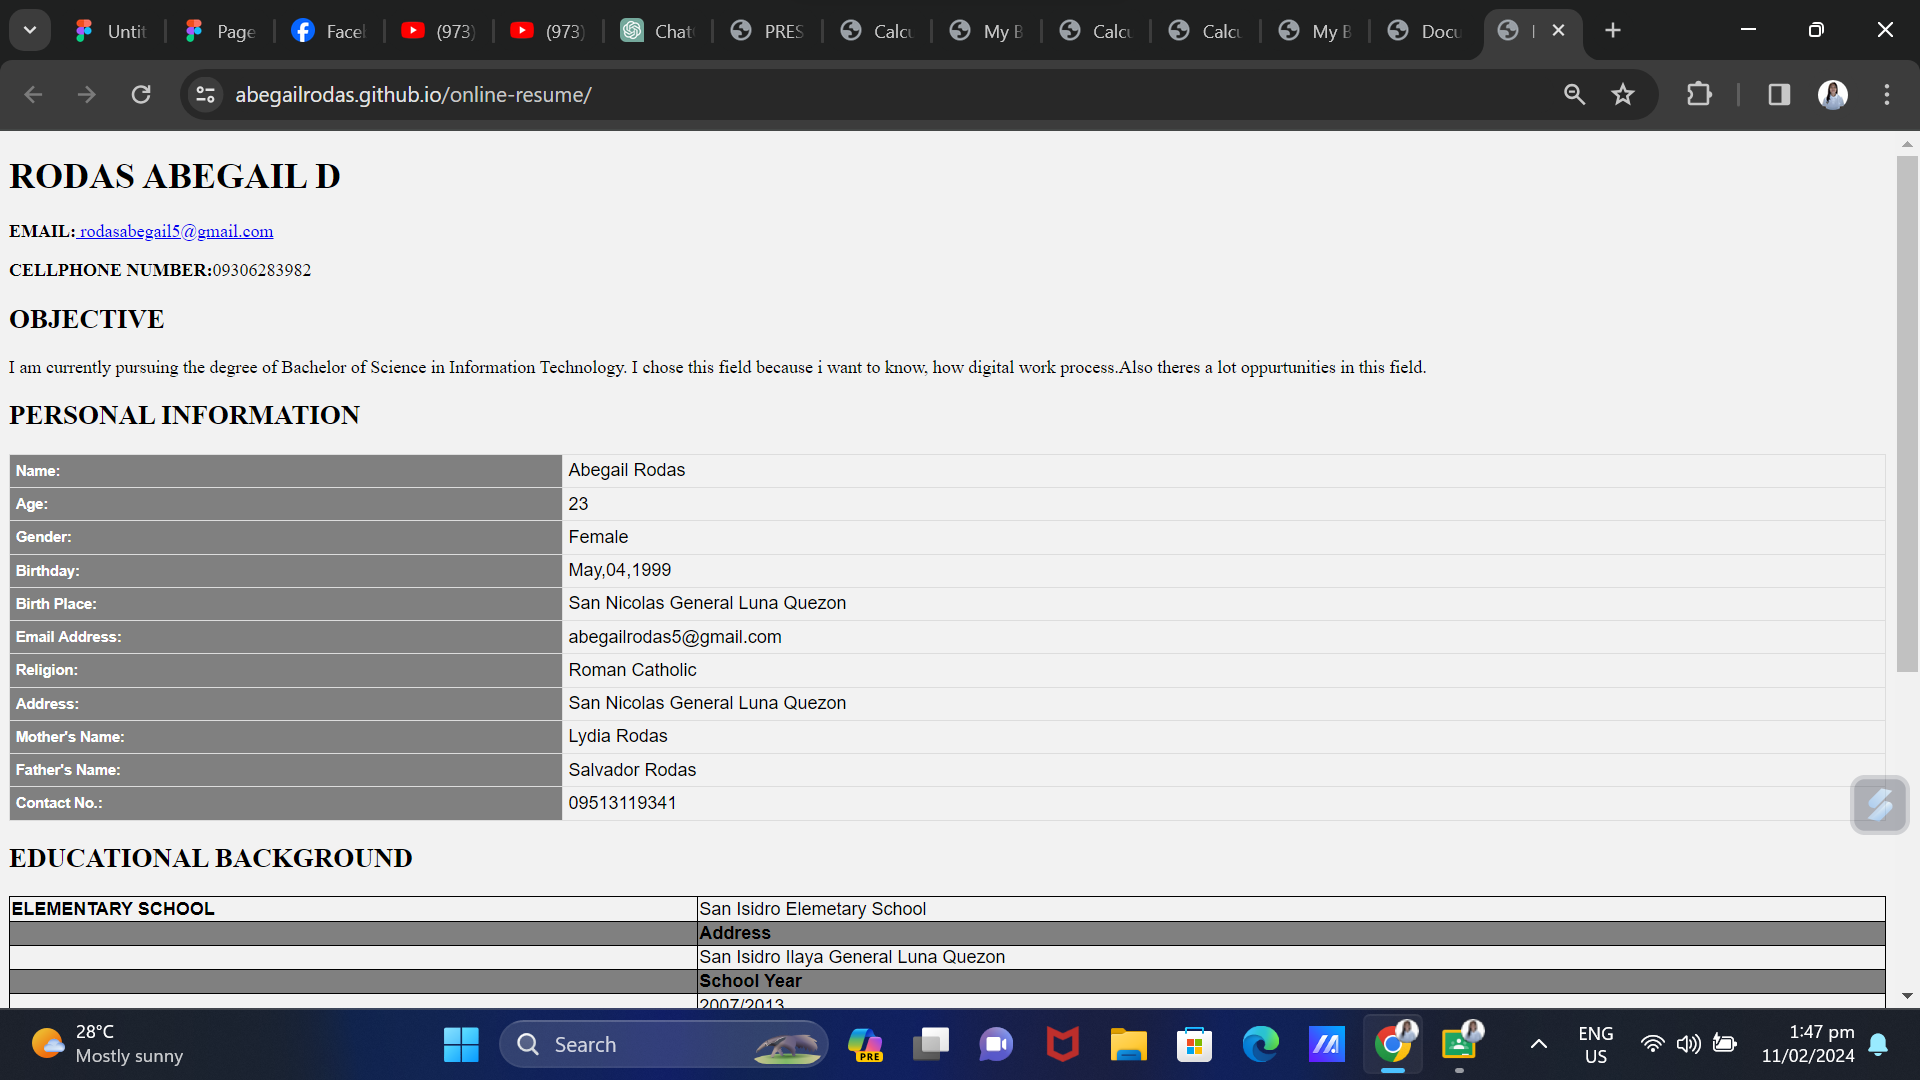 Untit
Page
Face
(973)
(973)
Chat
PRES
Calcu
My B
Calcu
Calcu
My B
Docu
abegailrodas.github.io/online-resume/
RODAS ABEGAIL D
EMAIL: rodasabegail5@gmail.com
CELLPHONE NUMBER:09306283982
OBJECTIVE
I am currently pursuing the degree of Bachelor of Science in Information Technology. I chose this field because i want to know, how digital work process.Also theres a lot oppurtunities in this field.
PERSONAL INFORMATION
Name: Abegail Rodas
Age: 23
Gender: Female
Birthday: May,04,1999
Birth Place: San Nicolas General Luna Quezon
Email Address: abegailrodas5@gmail.com
Religion: Roman Catholic
Address: San Nicolas General Luna Quezon
Mother's Name: Lydia Rodas
Father's Name: Salvador Rodas
Contact No.: 09513119341
EDUCATIONAL BACKGROUND
ELEMENTARY SCHOOL San Isidro Elemetary School
Address
San Isidro Ilaya General Luna Quezon
School Year
2007/2013
28°C
Mostly sunny
Search
PRE
ENG
US
1:47 pm
11/02/2024